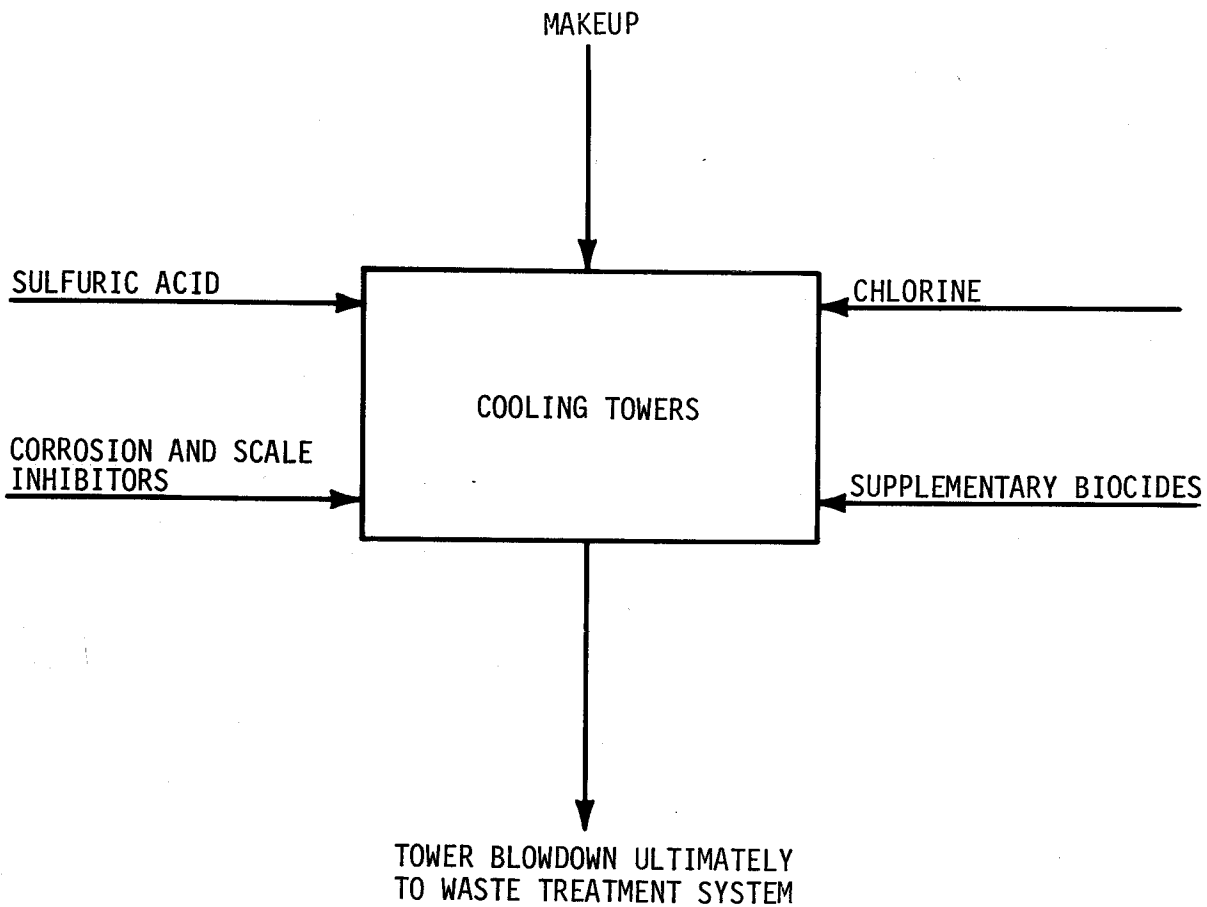 MAKEUP
SULFURIC ACID
CHLORINE
COOLING TOWERS
CORROSION AND SCALE
INHIBITORS
SUPPLEMENTARY BIOCIDES
TOWER BLOWDOWN ULTIMATELY
TO WASTE TREATMENT SYSTEM